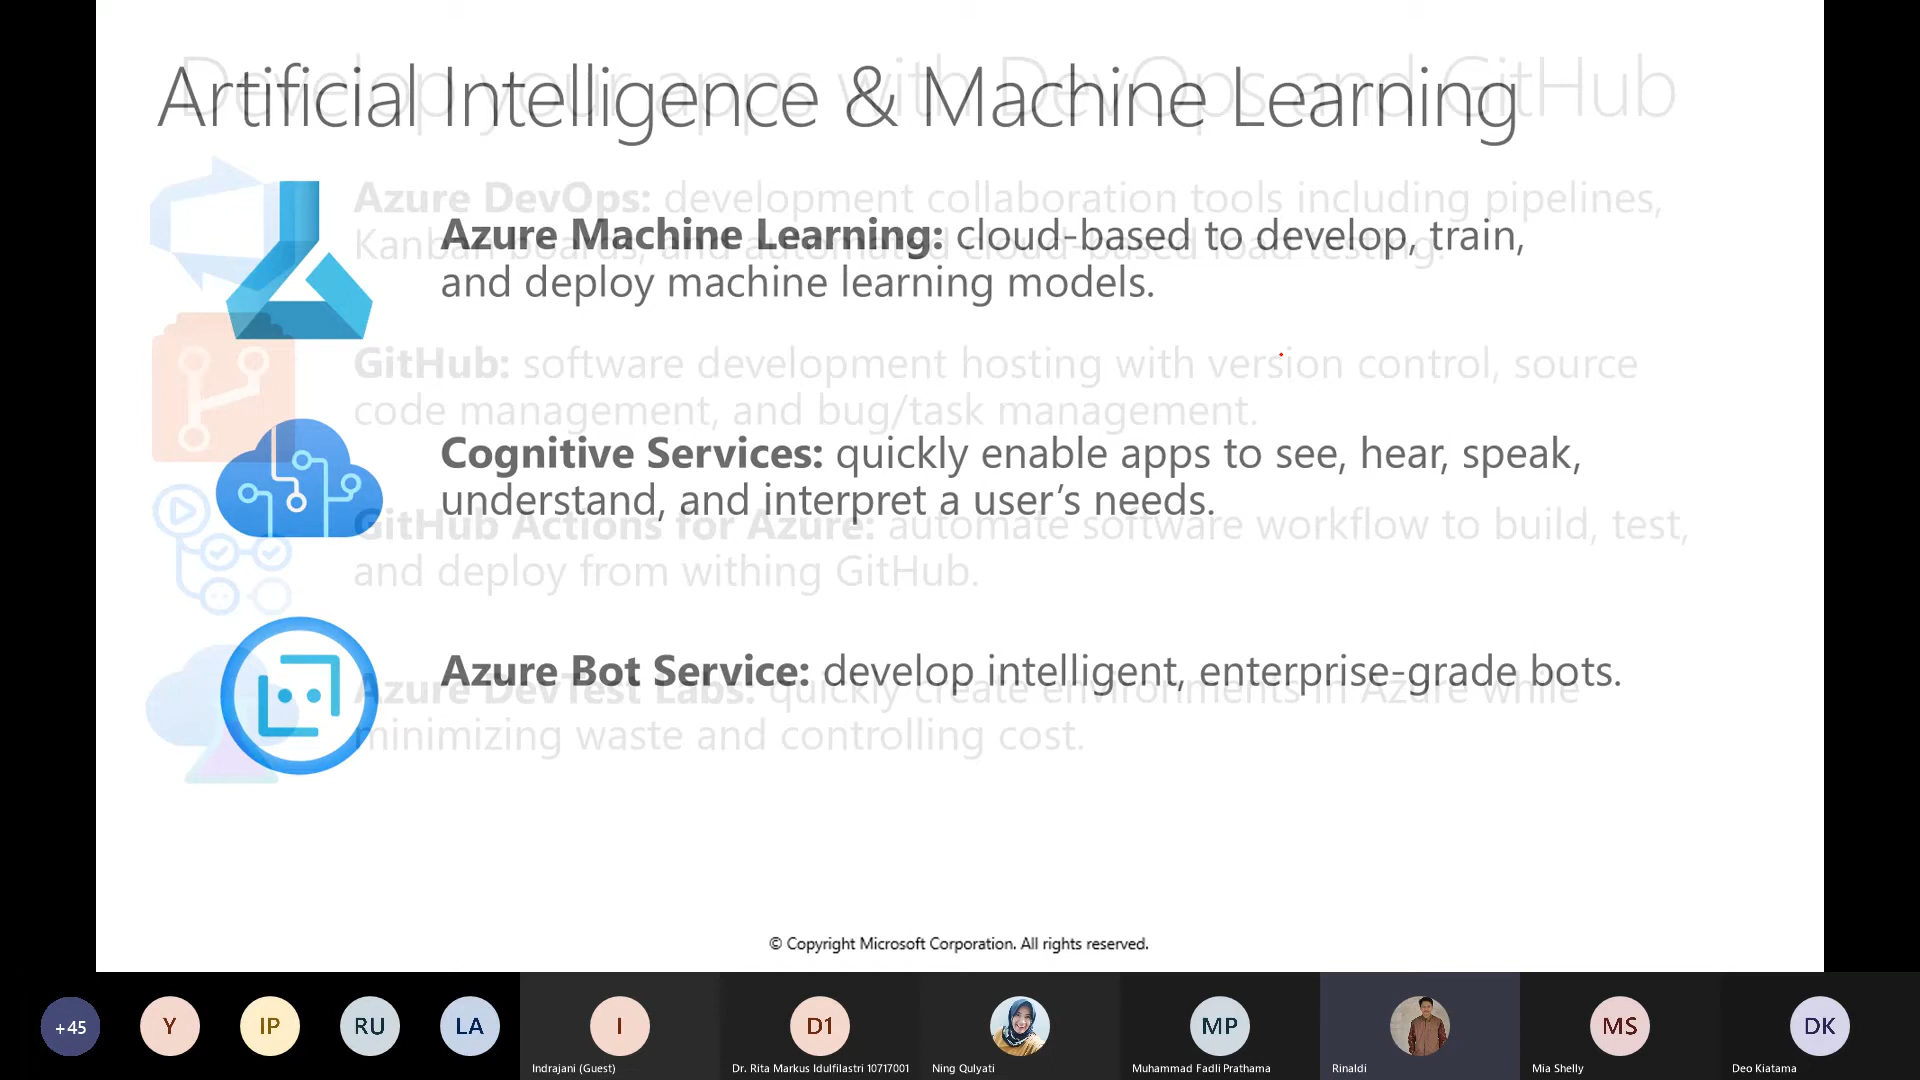 Artificial Intelligence & Machine Learning
Develop your apps with DevOps and GitHub
Azure DevOps: development collaboration tools including pipelines,
Kanban boards, and automated cloud-based load testing.
Azure Machine Learning: cloud-based to develop, train,
and deploy machine learning models.
GitHub: software development hosting with version control, source
code management, and bug/task management.
Cognitive Services: quickly enable apps to see, hear, speak,
understand, and interpret a user’s needs.
GitHub Actions for Azure: automate software workflow to build, test,
and deploy from withing GitHub.
Azure Bot Service: develop intelligent, enterprise-grade bots.
Azure DevTest Labs: quickly create environments in Azure while
minimizing waste and controlling cost.
© Copyright Microsoft Corporation. All rights reserved.
+45
Y
IP
RU
LA
I
D1
MP
MS
DK
Indrajani (Guest)
Dr. Rita Markus Idulfilastri 10717001
Ning Qulyati
Muhammad Fadli Prathama
Rinaldi
Mia Shelly
Deo Kiatama